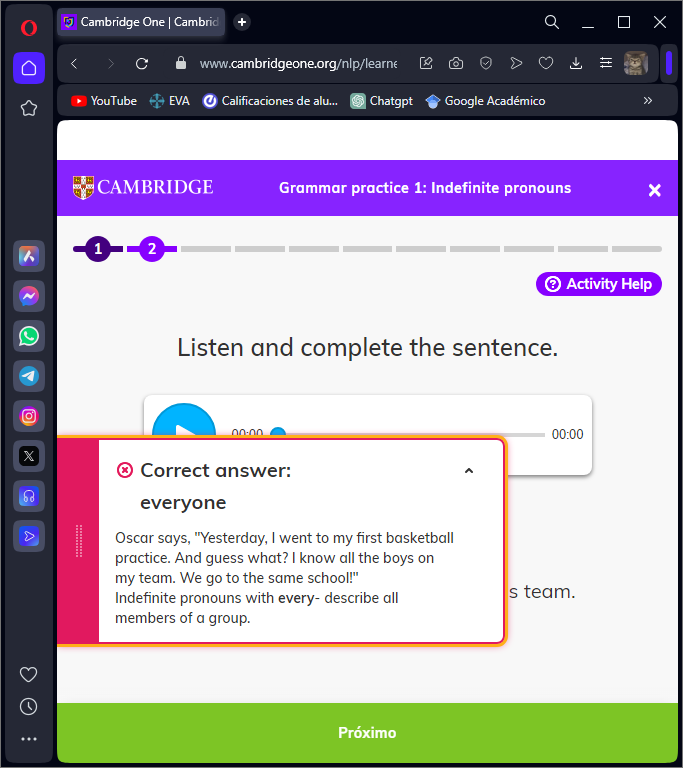 Cambridge One | Cambrid
www.cambridgeone.org/nlp/learne
YouTube
EVA
Calificaciones de alu...
Chatgpt
Google Académico
CAMBRIDGE
Grammar practice 1: Indefinite pronouns
1
2
Activity Help
Listen and complete the sentence.
00:00
00:00
Correct answer:
everyone
Oscar says, "Yesterday, I went to my first basketball
practice. And guess what? I know all the boys on
my team. We go to the same school!"
Indefinite pronouns with every- describe all
members of a group.
s team.
Próximo